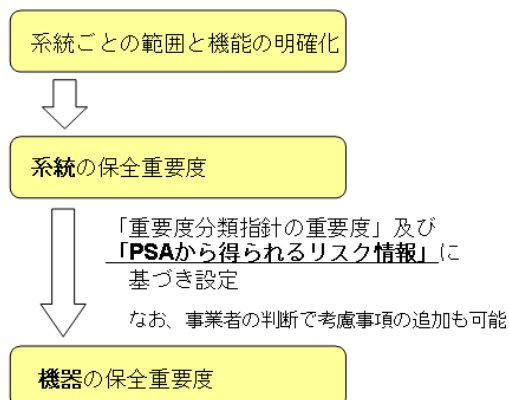 系統ごとの範囲と機能の明確化
系統の保全重要度
「重要度分類指針の重要度」及び
「PSAから得られるリスク情報」に
基づき設定
なお、事業者の判断で考慮事項の追加も可能
機器の保全重要度